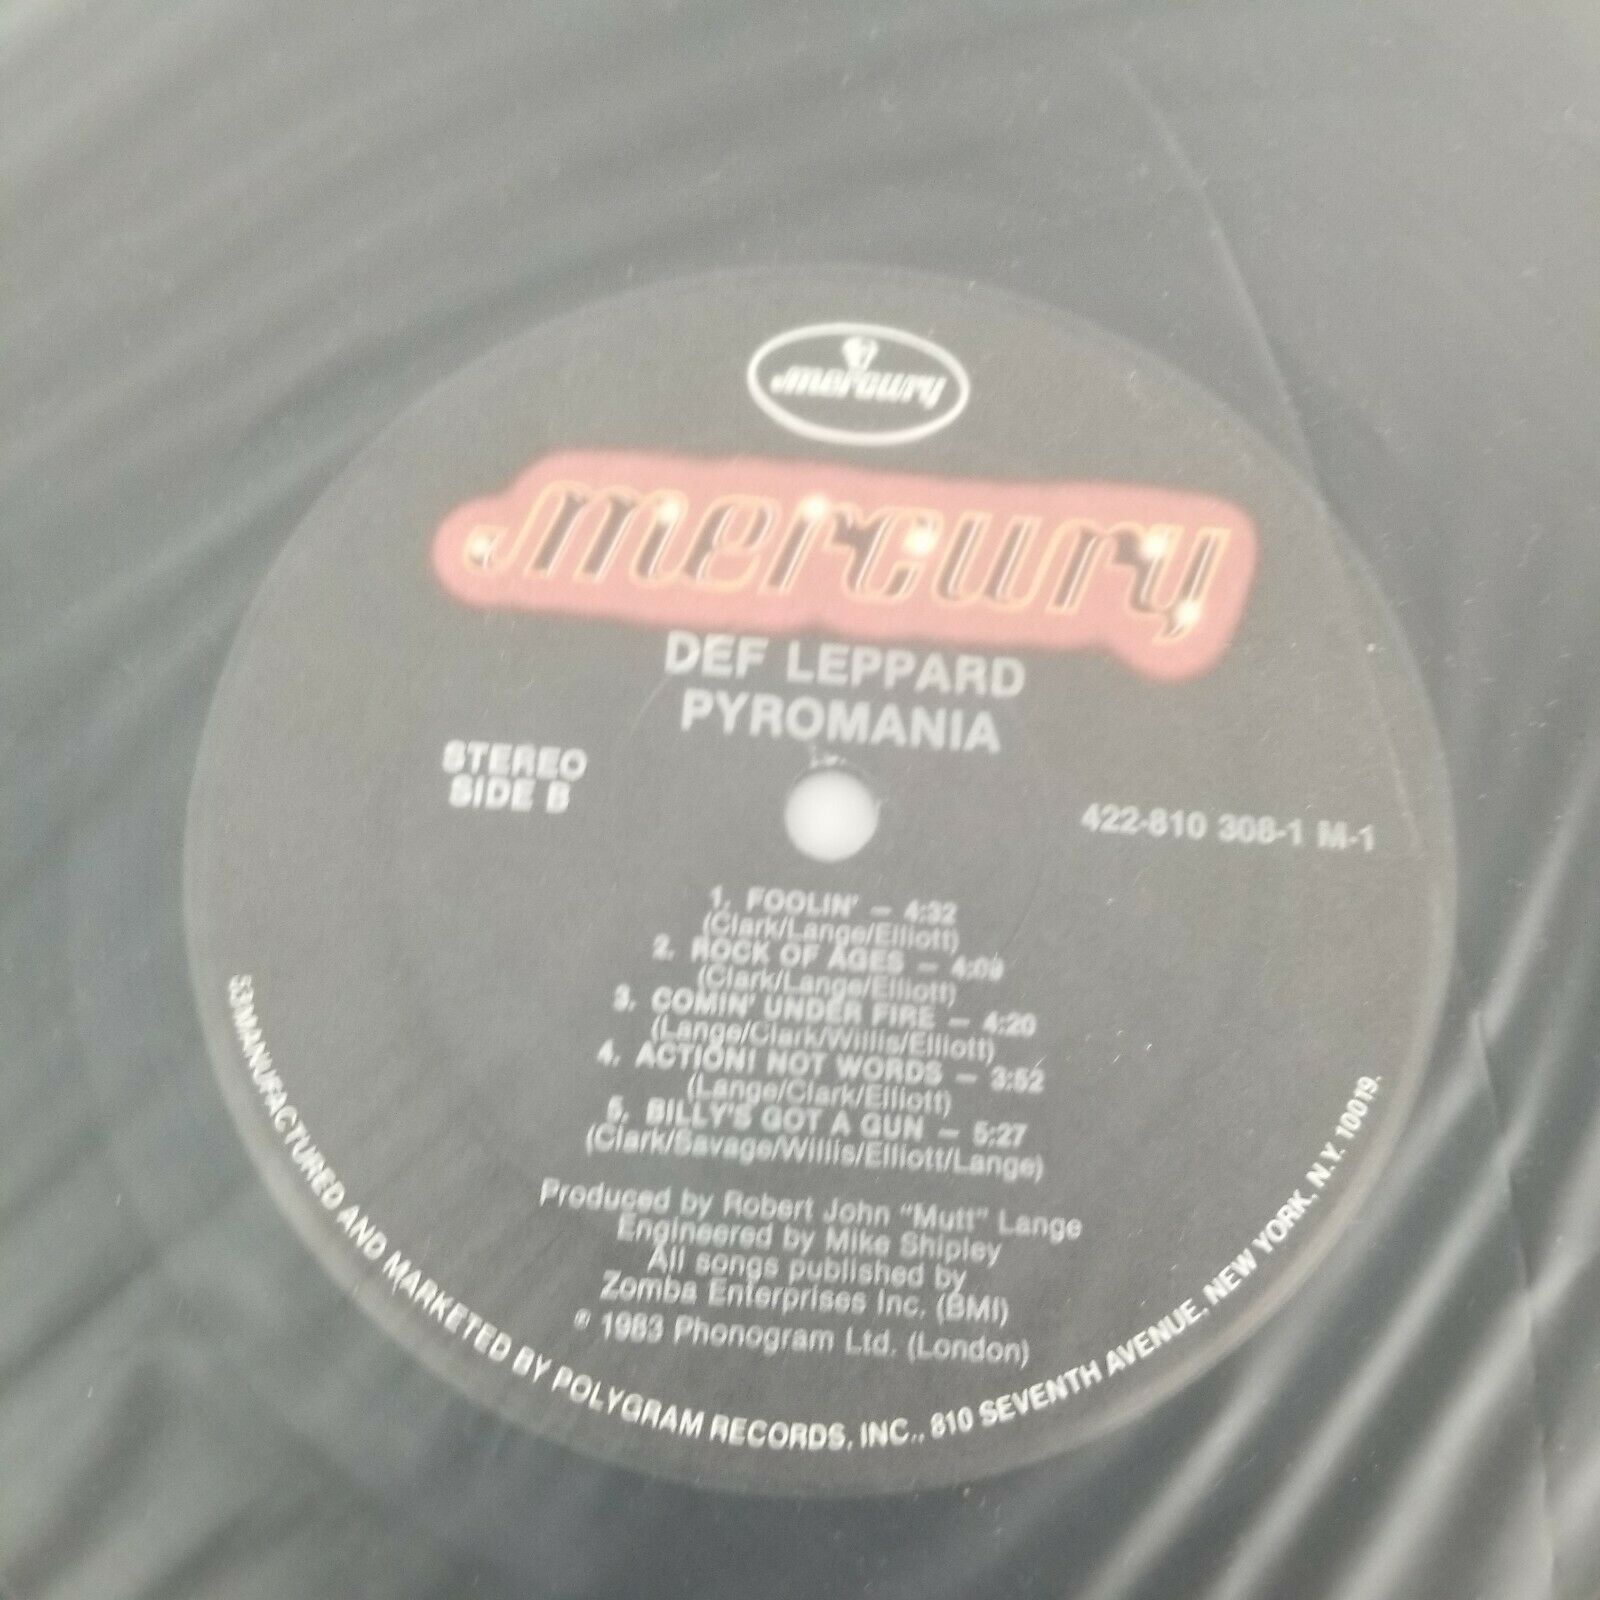 mercury
mercury
DEF LEPPARD
PYROMANIA
STEREO
SIDE B
422-810 308-1 M-1
1. FOOLIN' — 4:32
(Clark/Lange/Elliott)
2. ROCK OF AGES — 4:09
(Clark/Lange/Elliott)
3. COMIN' UNDER FIRE — 4:20
(Lange/Clark/Willis/Elliott)
4. ACTION! NOT WORDS — 3:52
(Lange/Clark/Elliott)
5. BILLY'S GOT A GUN — 5:27
(Clark/Savage/Willis/Elliott/Lange)
Produced by Robert John "Mutt" Lange
Engineered by Mike Shipley
All songs published by
Zomba Enterprises Inc. (BMI)
℗ 1983 Phonogram Ltd. (London)
53MANUFACTURED AND MARKETED BY POLYGRAM RECORDS, INC., 810 SEVENTH AVENUE, NEW YORK, N.Y. 10019.